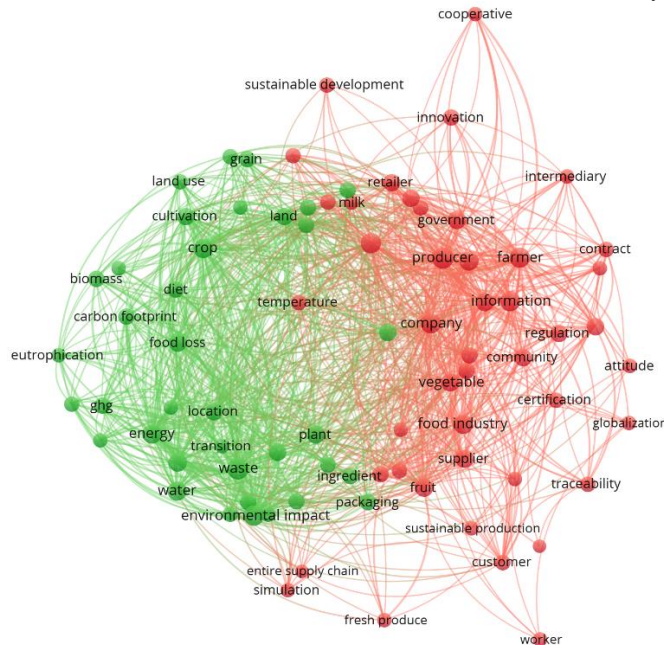 cooperative
sustainable development
innovation
grain
intermediary
land use
retailer
milk
cultivation
land
government
crop
contract
producer
farmer
biomass
diet
temperature
information
carbon footprint
company
regulation
food loss
eutrophication
community
attitude
vegetable
certification
ghg
location
food industry
globalization
energy
plant
transition
waste
supplier
water
ingredient
fruit
traceability
packaging
environmental impact
sustainable production
customer
entire supply chain
simulation
fresh produce
worker